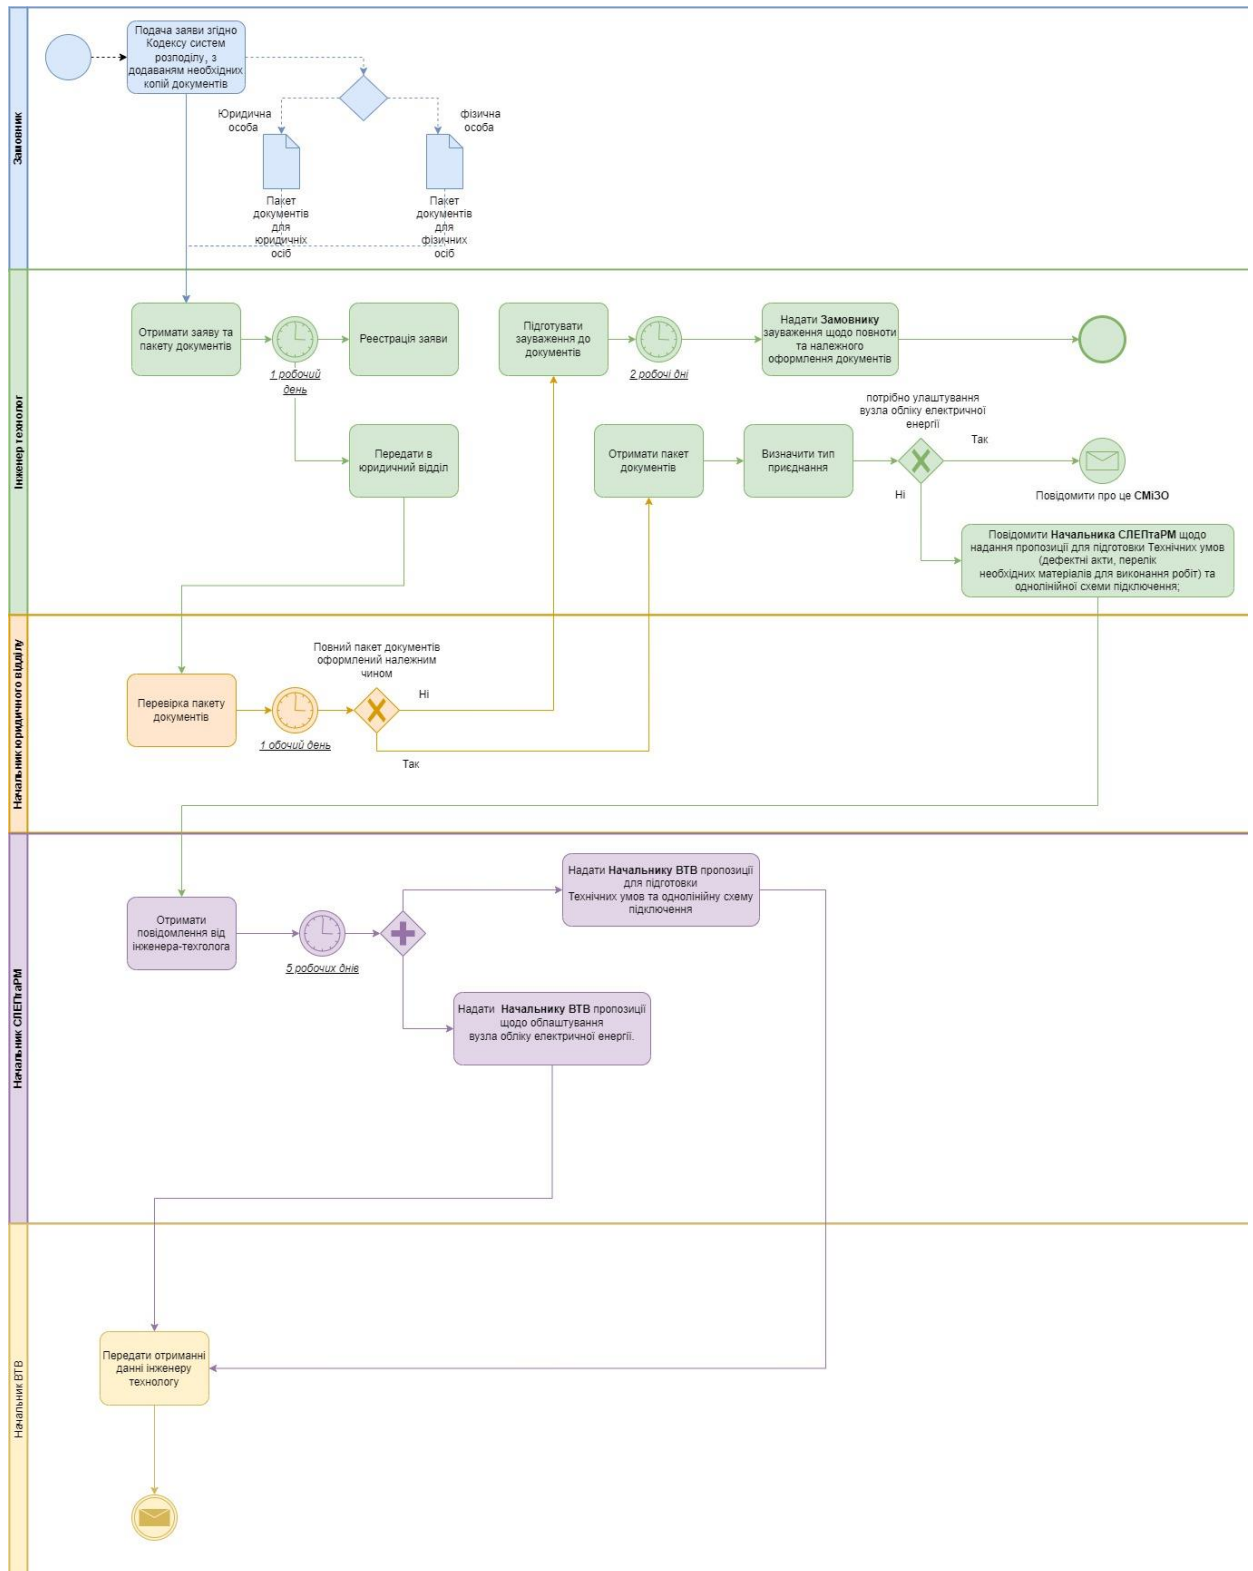 Замовник
Подача заяви згідно
Кодексу систем
розподілу, з
додаваням необхідних
копій документів
Юридична
особа
фізична
особа
Пакет
документів
для
юридичніх
осіб
Пакет
документів
для
фізичних
осіб
Інженер технолог
Отримати заяву та
пакету документів
1 робочий
день
Реестрація заяви
Передати в
юридичний відділ
Підготувати
зауваження до
документів
2 робочі дні
Надати Замовнику
зауваження щодо повноти
та належного
оформлення документів
Отримати пакет
документів
Визначити тип
приєднання
потрібно улаштування
вузла обліку електричної
енергії
Так
Ні
Повідомити про це СМіЗО
Повідомити Начальника СЛЕПтаРМ щодо
надання пропозиції для підготовки Технічних умов
(дефектні акти, перелік
необхідних матеріалів для виконання робіт) та
однолінійної схеми підключення;
Начальник юридичного відділу
Перевірка пакету
документів
1 обочий день
Повний пакет документів
оформлений належним
чином
Ні
Так
Начальник СЛЕПтаРМ
Отримати
повідомлення від
інженера-техголога
5 робочих днів
Надати Начальнику ВТВ пропозиції
для підготовки
Технічних умов та однолінійну схему
підключення
Надати Начальнику ВТВ пропозиції
щодо облаштування
вузла обліку електричної енергії.
Начальник ВТВ
Передати отриманні
данні інженеру
технологу